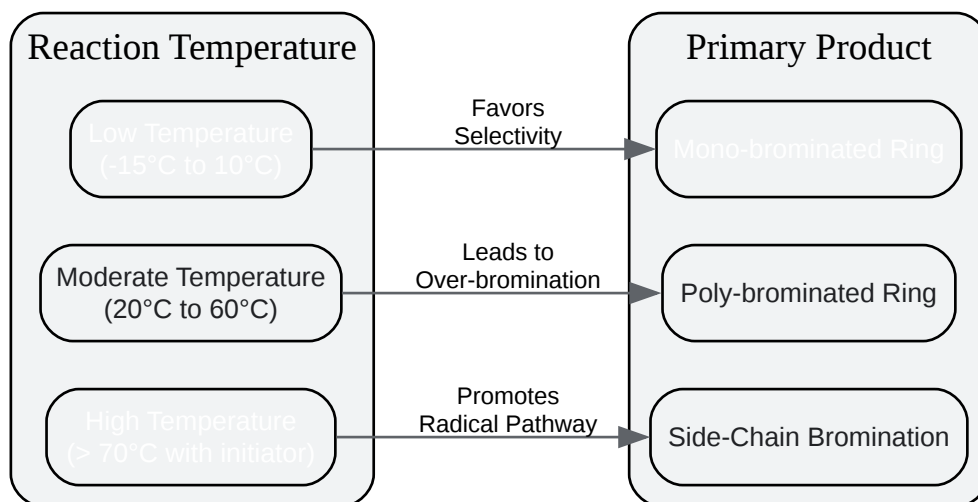 Reaction Temperature
Primary Product
Low Temperature
(-15°C to 10°C)
Favors
Selectivity
Mono-brominated Ring
Moderate Temperature
(20°C to 60°C)
Leads to
Over-bromination
Poly-brominated Ring
High Temperature
(> 70°C with initiator)
Promotes
Radical Pathway
Side-Chain Bromination